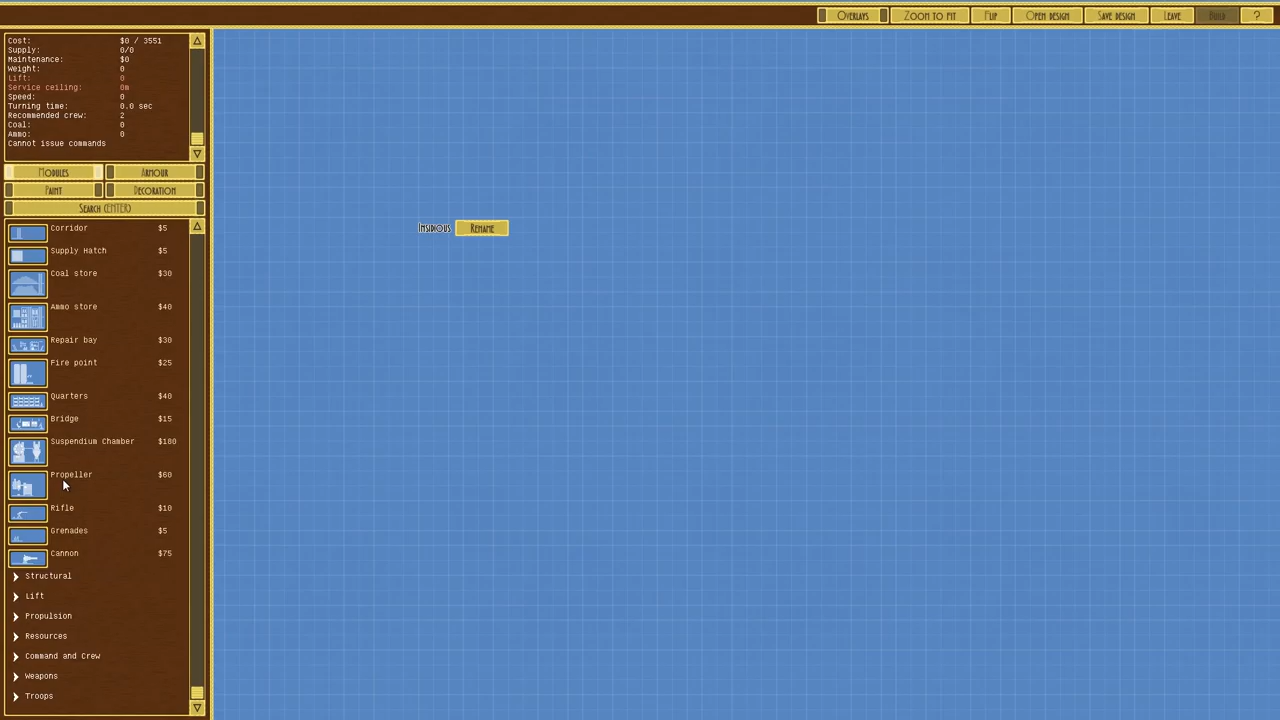 Overlays
Zoom to fit
Flip
Open design
Save design
Leave
Build
?
Cost: $0 / 3551
Supply: 0/0
Maintenance: $0
Weight: 0
Lift: 0
Service ceiling: 0m
Speed: 0
Turning time: 0.0 sec
Recommended crew: 2
Coal: 0
Ammo: 0
Cannot issue commands
Modules
Armour
Paint
Decoration
Search (Enter)
Corridor $5
Supply Hatch $5
Coal store $30
Ammo store $40
Repair bay $30
Fire point $25
Quarters $40
Bridge $15
Suspendium Chamber $180
Propeller $60
Rifle $10
Grenades $5
Cannon $75
Structural
Lift
Propulsion
Resources
Command and Crew
Weapons
Troops
Insidious
Rename